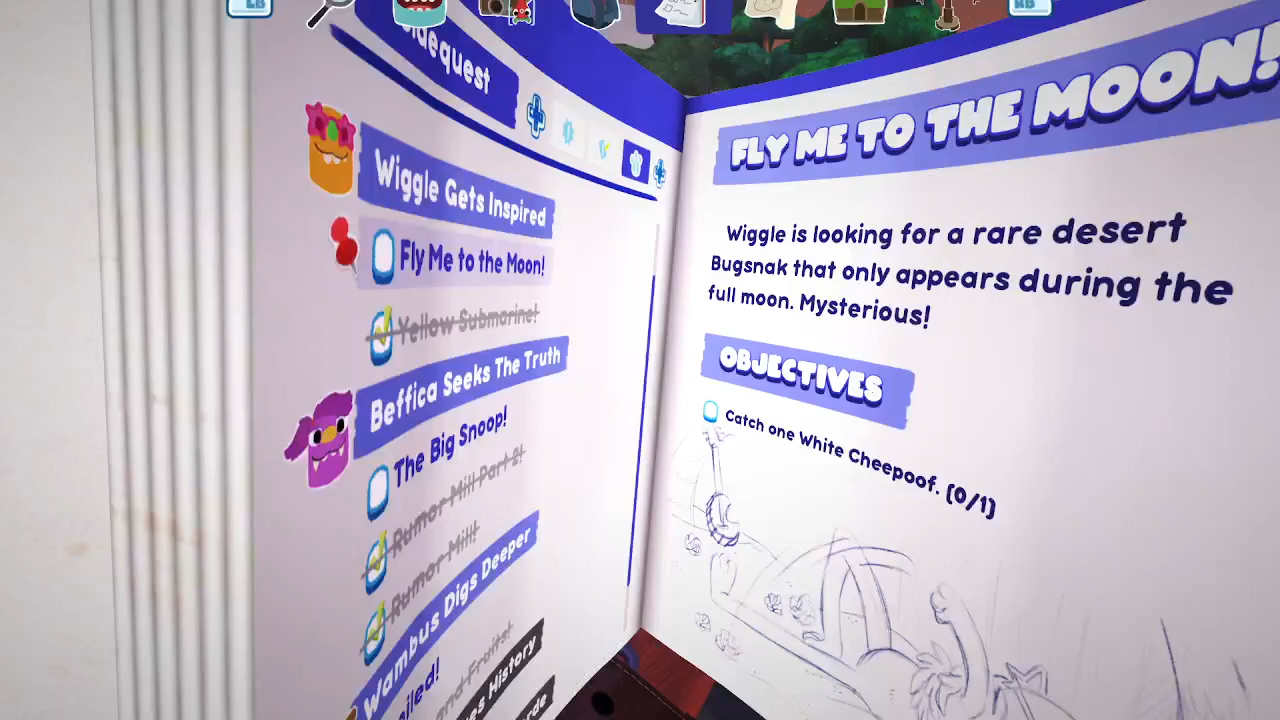 LB
RB
Wiggle Gets Inspired
Fly Me to the Moon!
Yellow Submarine!
Beffica Seeks The Truth
The Big Snoop!
Rumor Mill Part 2!
Rumor Mill!
Wambus Digs Deeper
FLY ME TO THE MOON!
Wiggle is looking for a rare desert
Bugsnak that only appears during the
full moon. Mysterious!
OBJECTIVES
Catch one White Cheepoof. (0/1)